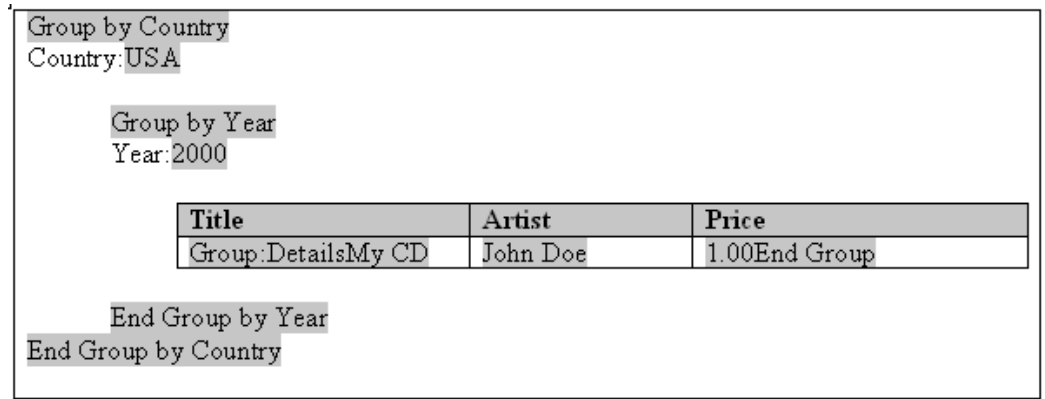 Group by Country
Country:USA
Group by Year
Year:2000
Title Artist Price
Group:DetailsMy CD John Doe 1.00End Group
End Group by Year
End Group by Country